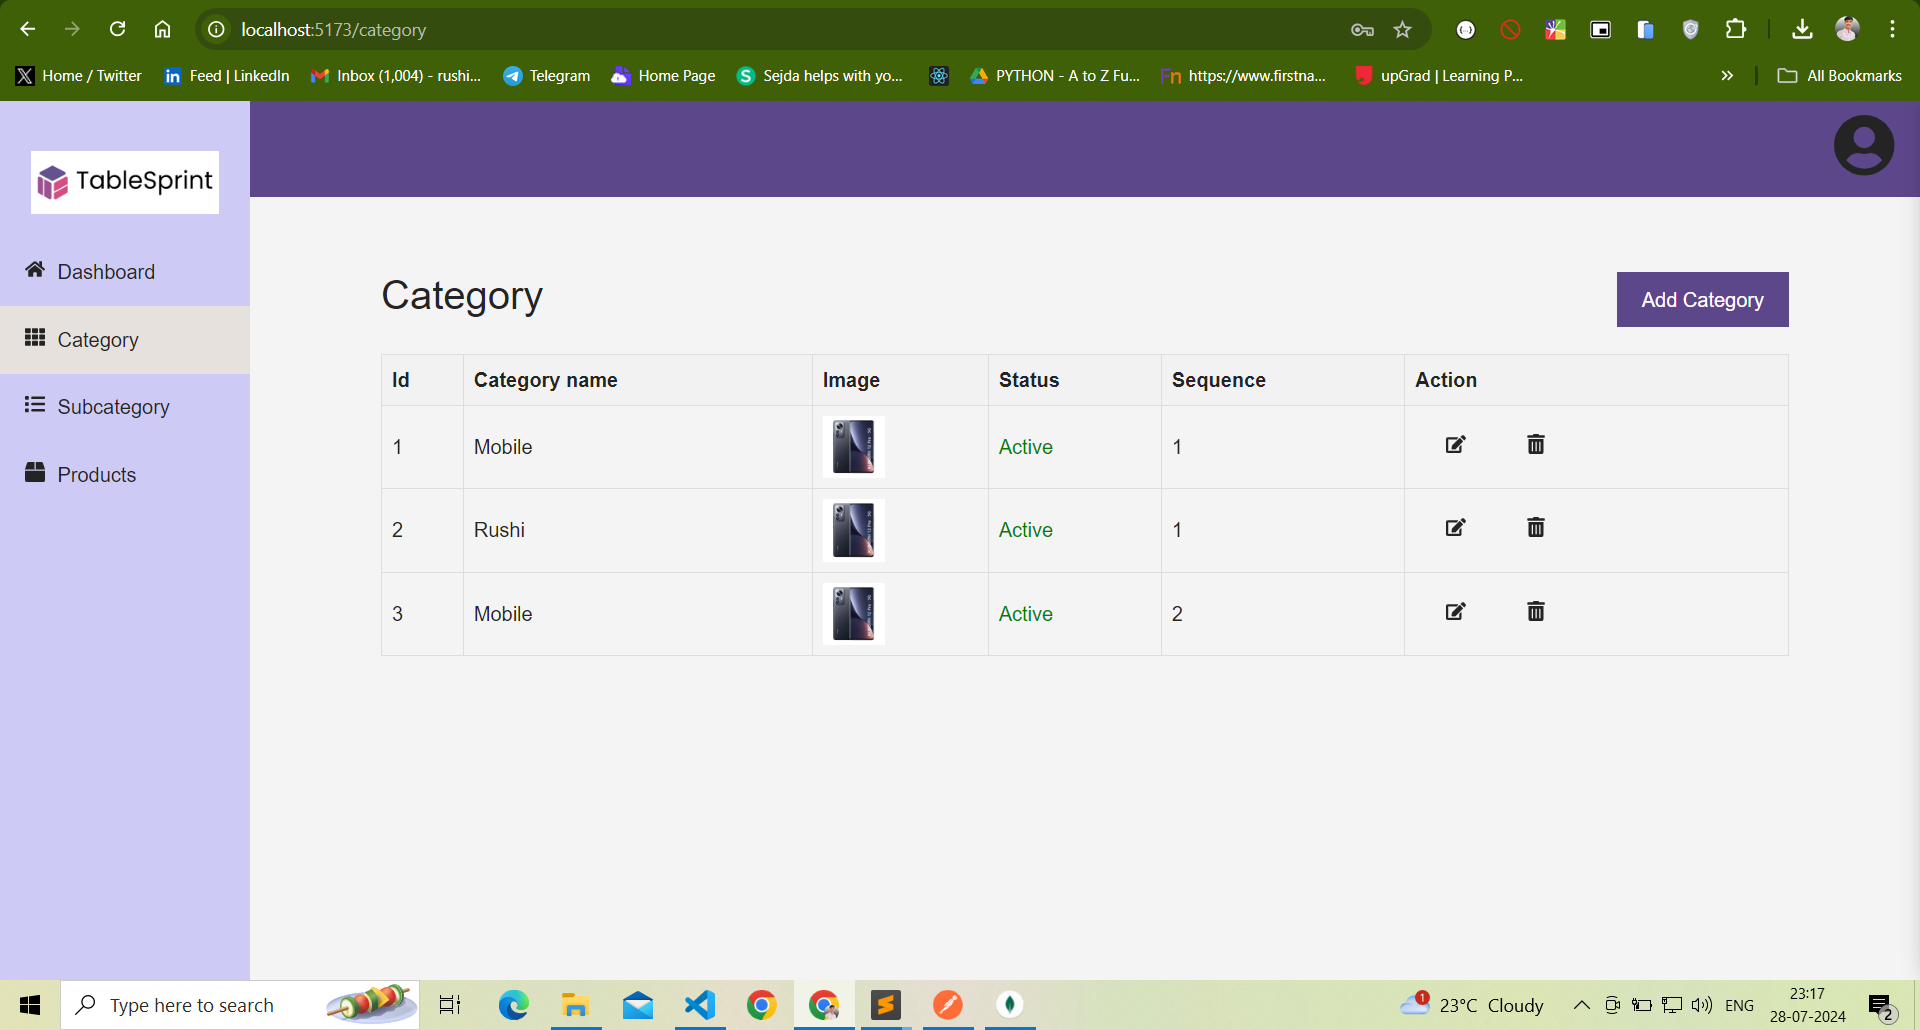 localhost:5173/category
Home / Twitter
Feed | LinkedIn
Inbox (1,004) - rushi...
Telegram
Home Page
Sejda helps with yo...
PYTHON - A to Z Fu...
Fn https://www.firstna...
upGrad | Learning P...
All Bookmarks
TableSprint
Dashboard
Category
Subcategory
Products
Category
Add Category
Id Category name Image Status Sequence Action
1 Mobile Active 1
2 Rushi Active 1
3 Mobile Active 2
Type here to search
1
23°C Cloudy
ENG
23:17
28-07-2024
2